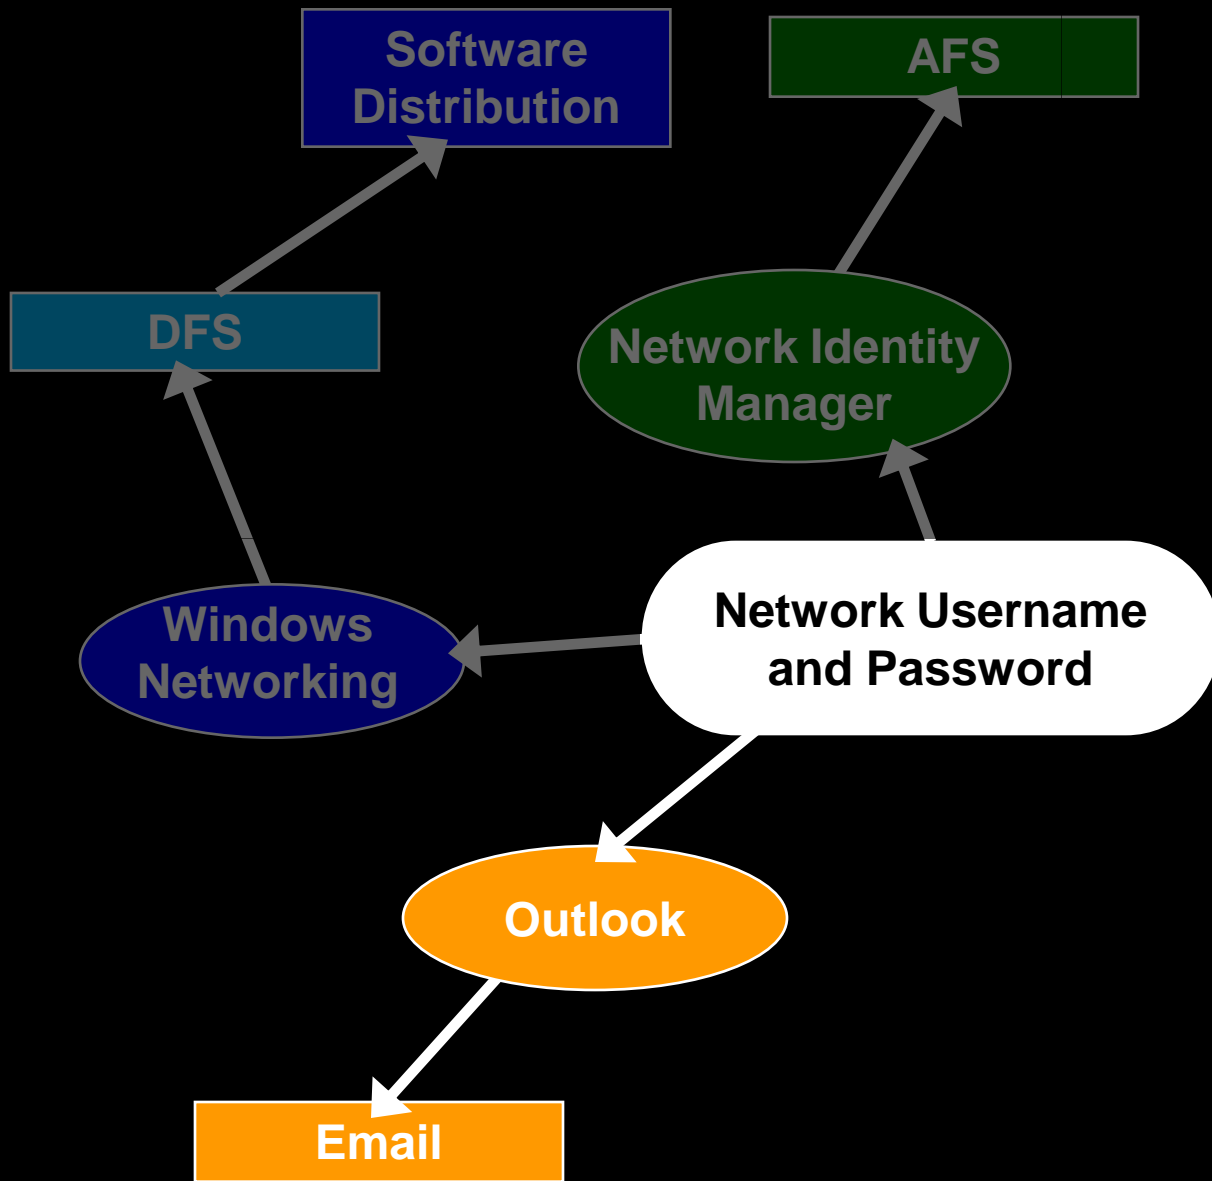 Software
Distribution
AFS
DFS
Network Identity
Manager
Windows
Networking
Network Username
and Password
Outlook
Email